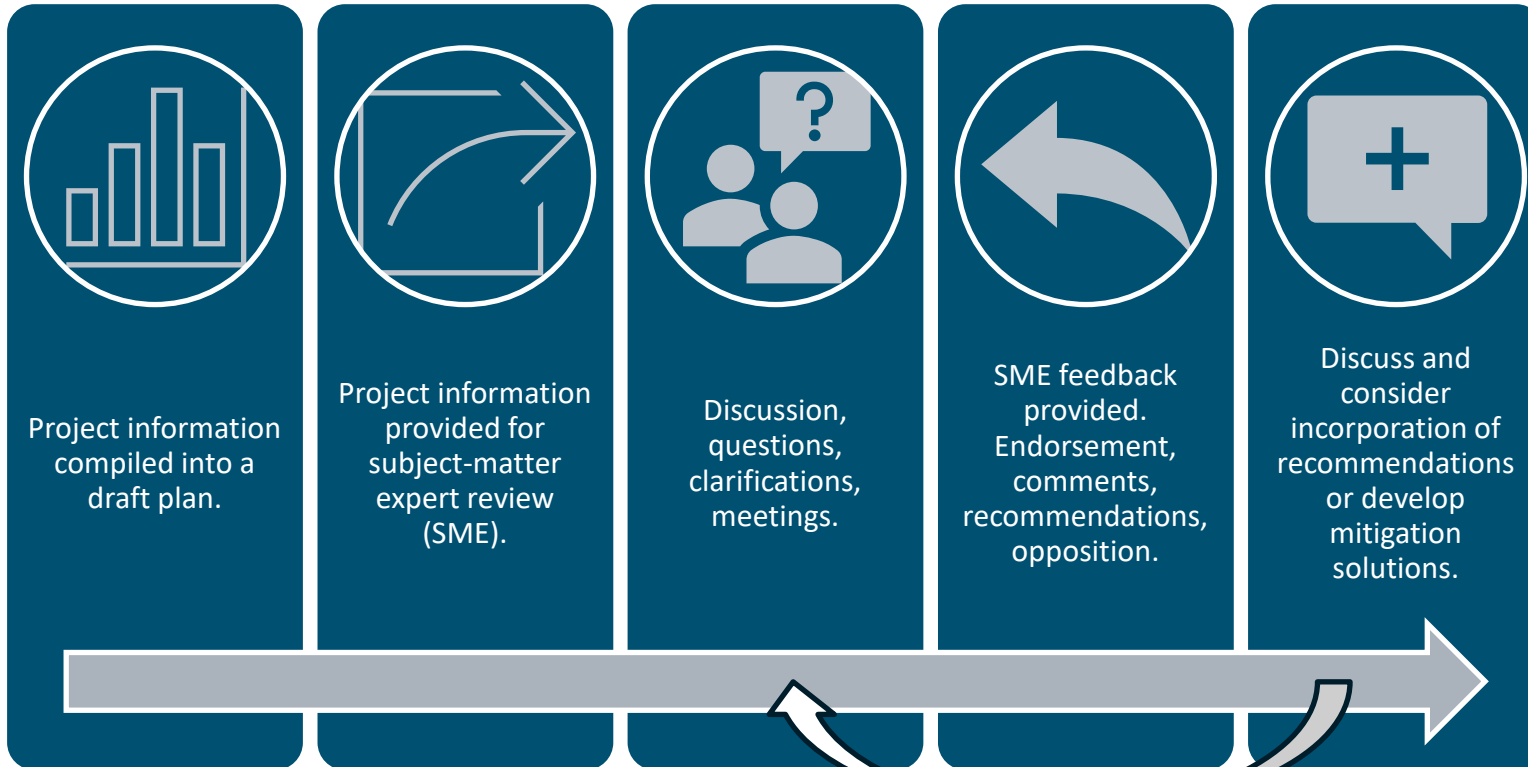 ?
+
Project information
compiled into a
draft plan.
Project information
provided for
subject-matter
expert review
(SME).
Discussion,
questions,
clarifications,
meetings.
SME feedback
provided.
Endorsement,
comments,
recommendations,
opposition.
Discuss and
consider
incorporation of
recommendations
or develop
mitigation
solutions.